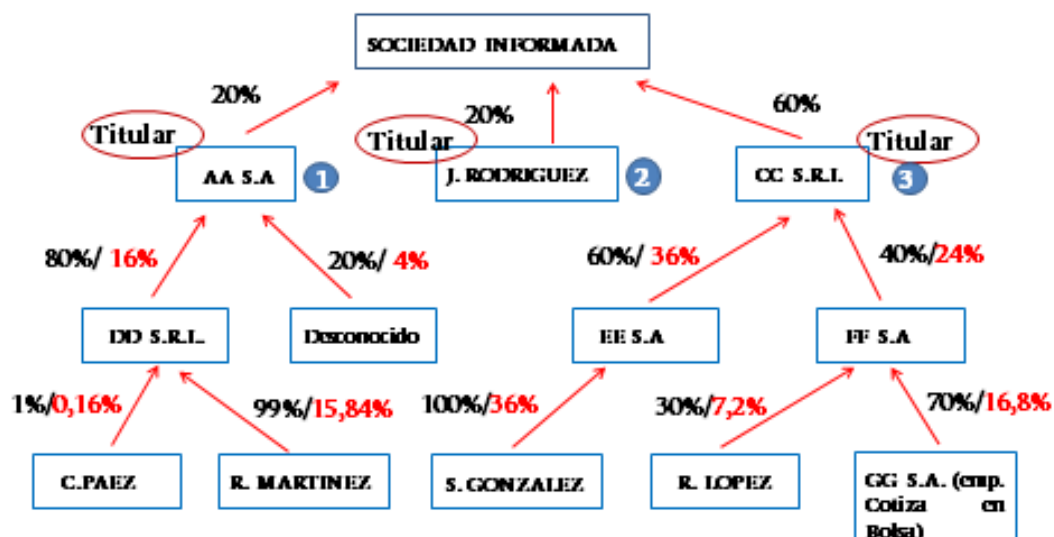 SOCIEDAD INFORMADA
20%
20%
60%
Titular
Titular
Titular
AA S.A
1
J. RODRIGUEZ
2
CC S.R.L
3
80%/ 16%
20%/ 4%
60%/ 36%
40%/24%
DD S.R.L.
Desconocido
EE S.A
FF S.A
1%/0,16%
99%/15,84%
100%/36%
30%/7,2%
70%/16,8%
C.PAEZ
R. MARTINEZ
S. GONZALEZ
R. LOPEZ
GG S.A. (emp.
Cotiza en
Bolsa)